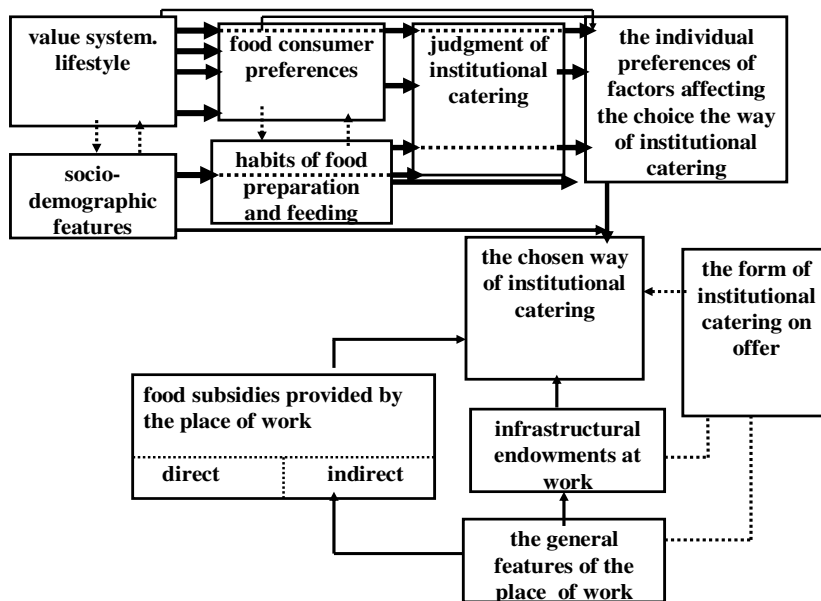 value system.
lifestyle
food consumer
preferences
judgment of
institutional
catering
the individual
preferences of
factors affecting
the choice the way
of institutional
catering
socio-
demographic
features
habits of food
preparation
and feeding
the chosen way
of institutional
catering
the form of
institutional
catering on
offer
food subsidies provided by
the place of work
direct
indirect
infrastructural
endowments at
work
the general
features of the
place of work